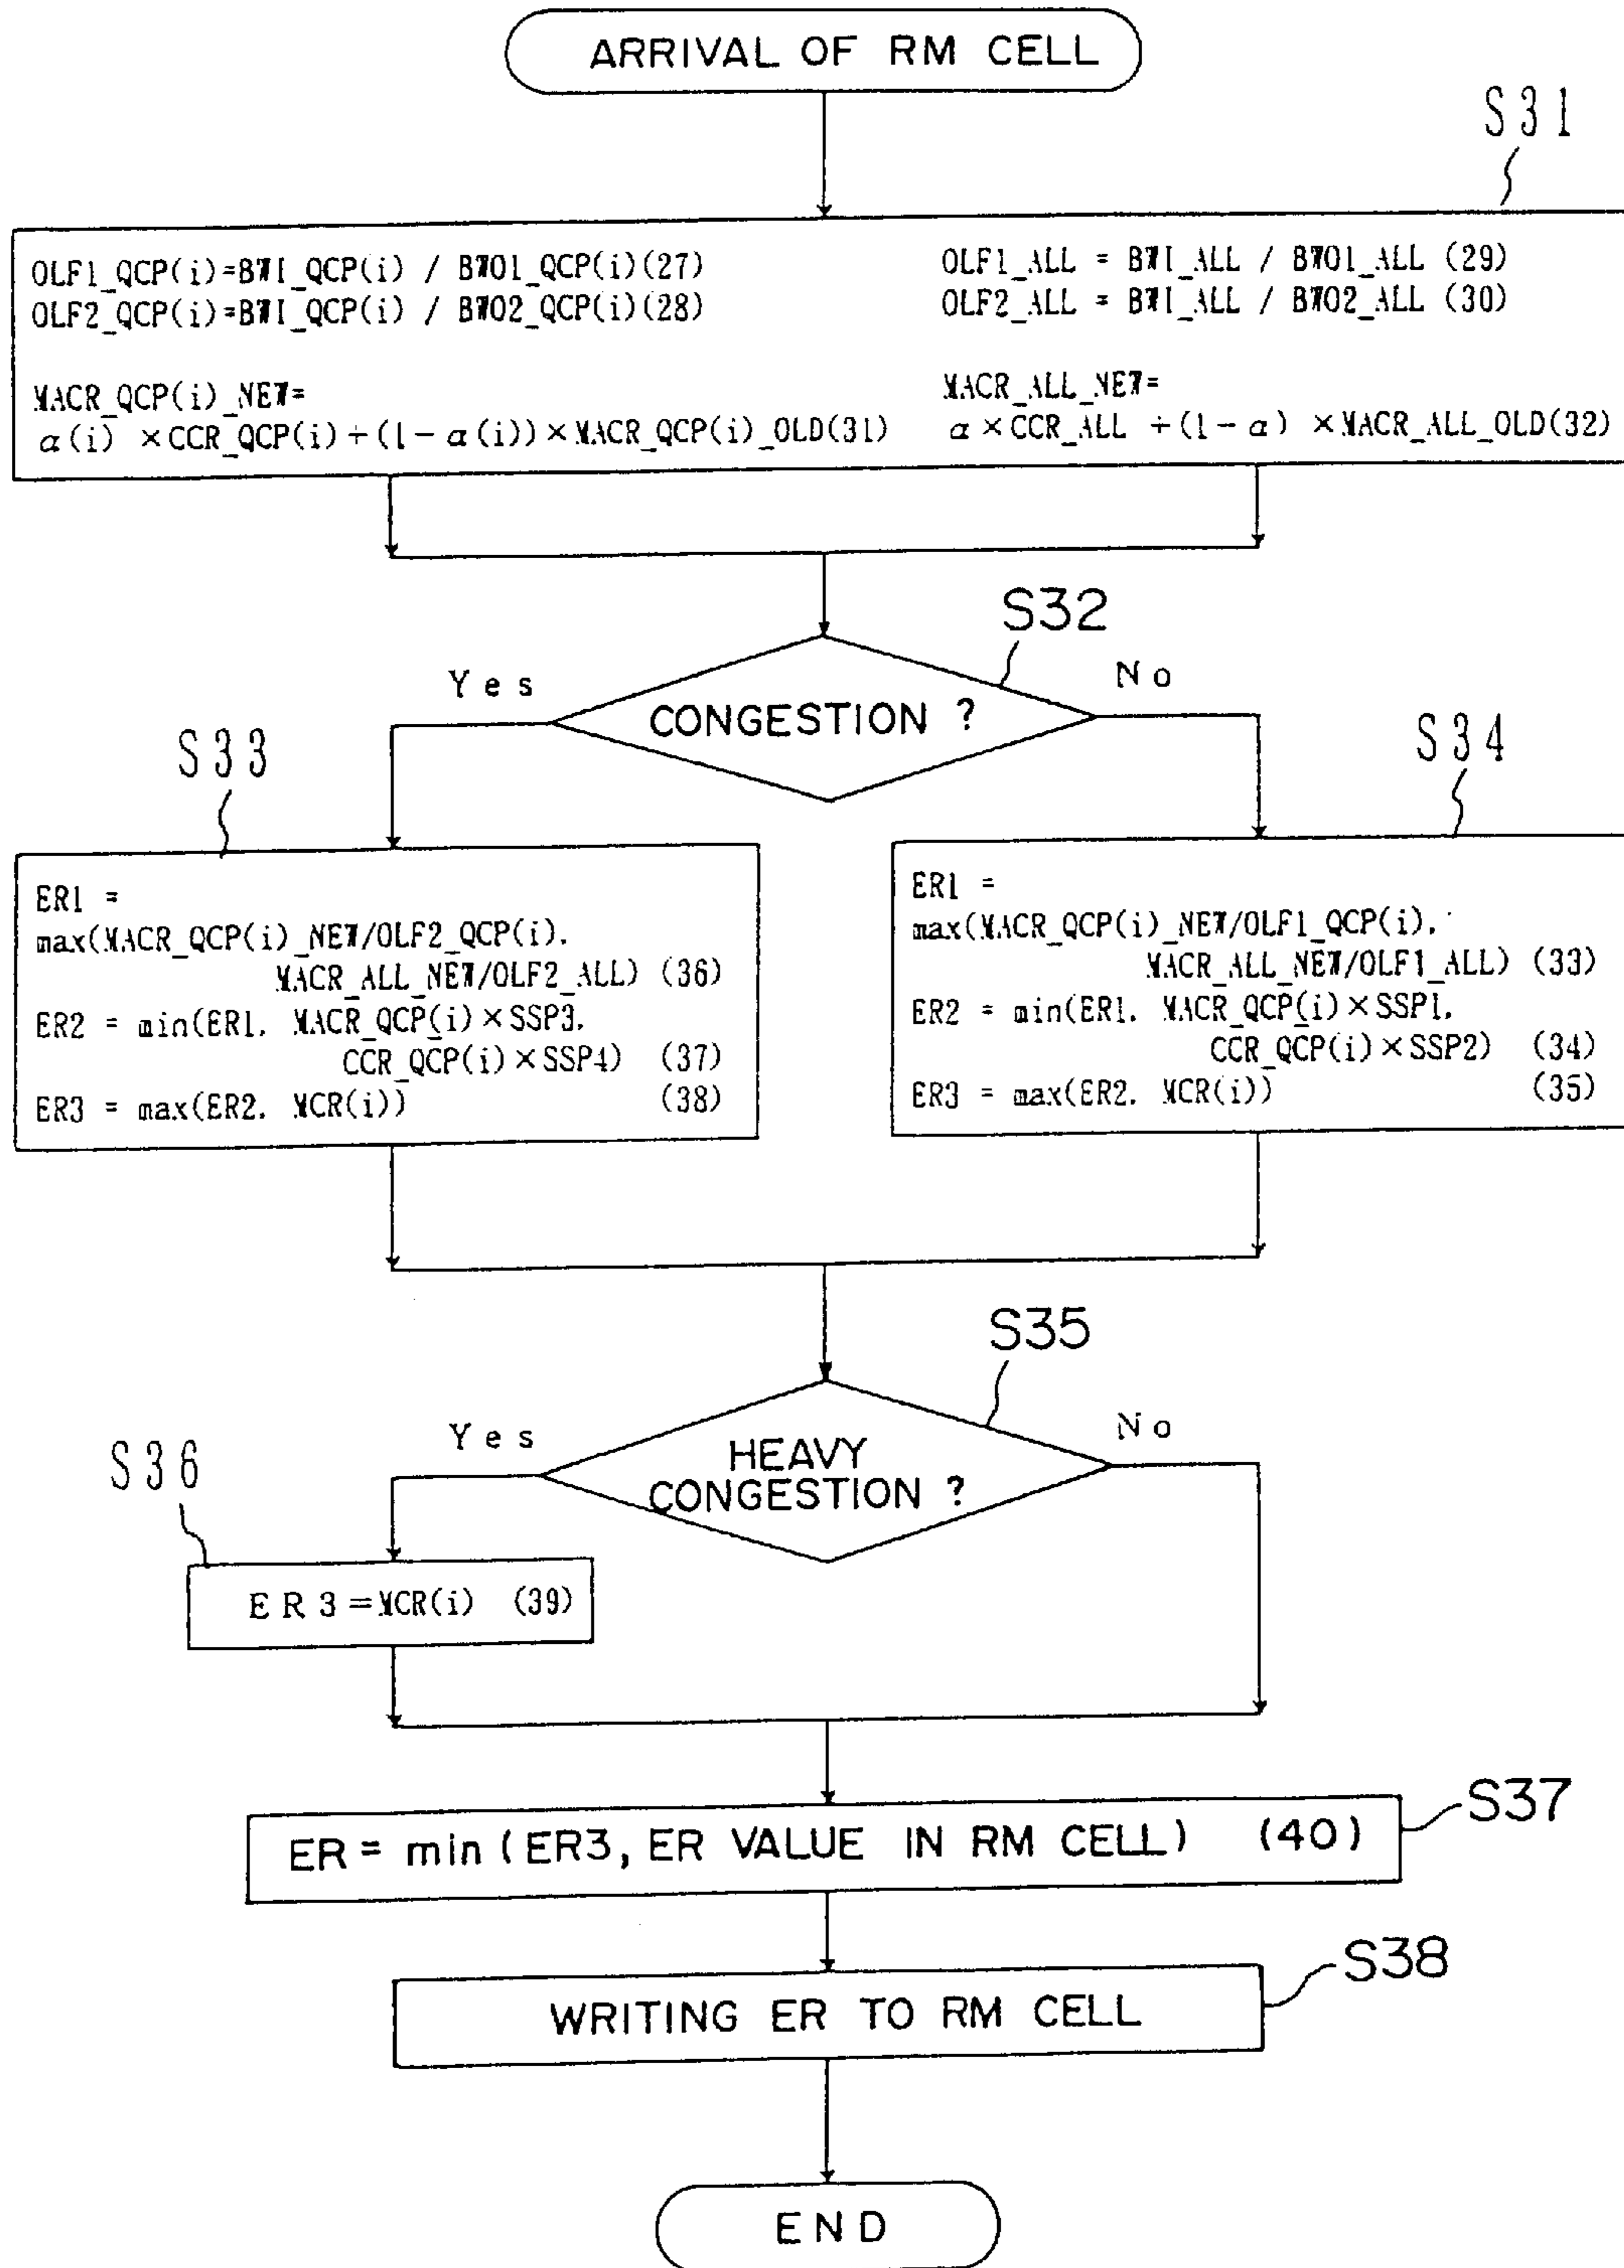 ARRIVAL OF RM CELL
S31
OLF1_QCP(i)=BWI_QCP(i) / BWO1_QCP(i)(27)
OLF2_QCP(i)=BWI_QCP(i) / BWO2_QCP(i)(28)
MACR_QCP(i)_NEW=
α(i) ×CCR_QCP(i)+(1-α(i))×MACR_QCP(i)_OLD(31)
OLF1_ALL = BWI_ALL / BWO1_ALL (29)
OLF2_ALL = BWI_ALL / BWO2_ALL (30)
MACR_ALL_NEW=
α×CCR_ALL +(1-α) ×MACR_ALL_OLD(32)
S32
Yes
CONGESTION ?
No
S33
ER1 =
max(MACR_QCP(i)_NEW/OLF2_QCP(i),
MACR_ALL_NEW/OLF2_ALL) (36)
ER2 = min(ER1, MACR_QCP(i)×SSP3,
CCR_QCP(i)×SSP4) (37)
ER3 = max(ER2, MCR(i)) (38)
S34
ER1 =
max(MACR_QCP(i)_NEW/OLF1_QCP(i),
MACR_ALL_NEW/OLF1_ALL) (33)
ER2 = min(ER1, MACR_QCP(i)×SSP1,
CCR_QCP(i)×SSP2) (34)
ER3 = max(ER2, MCR(i)) (35)
S35
Yes
HEAVY
CONGESTION ?
No
S36
ER3=MCR(i) (39)
S37
ER = min (ER3, ER VALUE IN RM CELL) (40)
S38
WRITING ER TO RM CELL
END